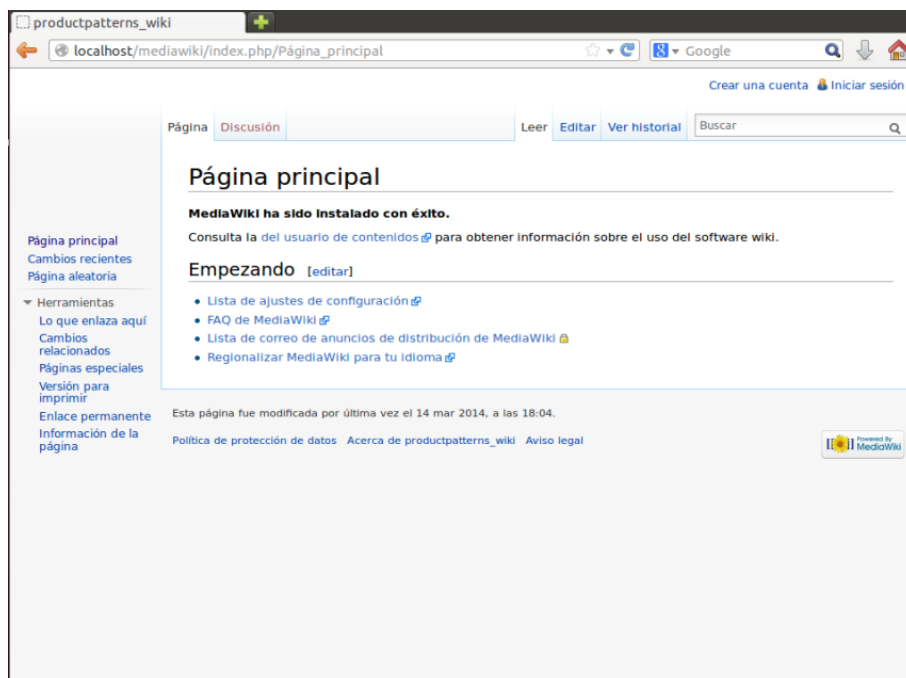 productpatterns_wiki
localhost/mediawiki/index.php/Página_principal
Google
Crear una cuenta Iniciar sesión
Página Discusión Leer Editar Ver historial Buscar
Página principal
MediaWiki ha sido instalado con éxito.
Consulta la del usuario de contenidos para obtener información sobre el uso del software wiki.
Empezando [editar]
Lista de ajustes de configuración
FAQ de MediaWiki
Lista de correo de anuncios de distribución de MediaWiki
Regionalizar MediaWiki para tu idioma
Página principal
Cambios recientes
Página aleatoria
Herramientas
Lo que enlaza aquí
Cambios
relacionados
Páginas especiales
Versión para
imprimir
Enlace permanente
Información de la
página
Esta página fue modificada por última vez el 14 mar 2014, a las 18:04.
Política de protección de datos Acerca de productpatterns_wiki Aviso legal
Powered By
MediaWiki